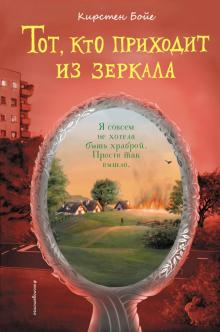 Кирстен Бойе
Тот, кто приходит
из зеркала
Я совсем
не хотела
быть храброй.
Просто так
вышло.